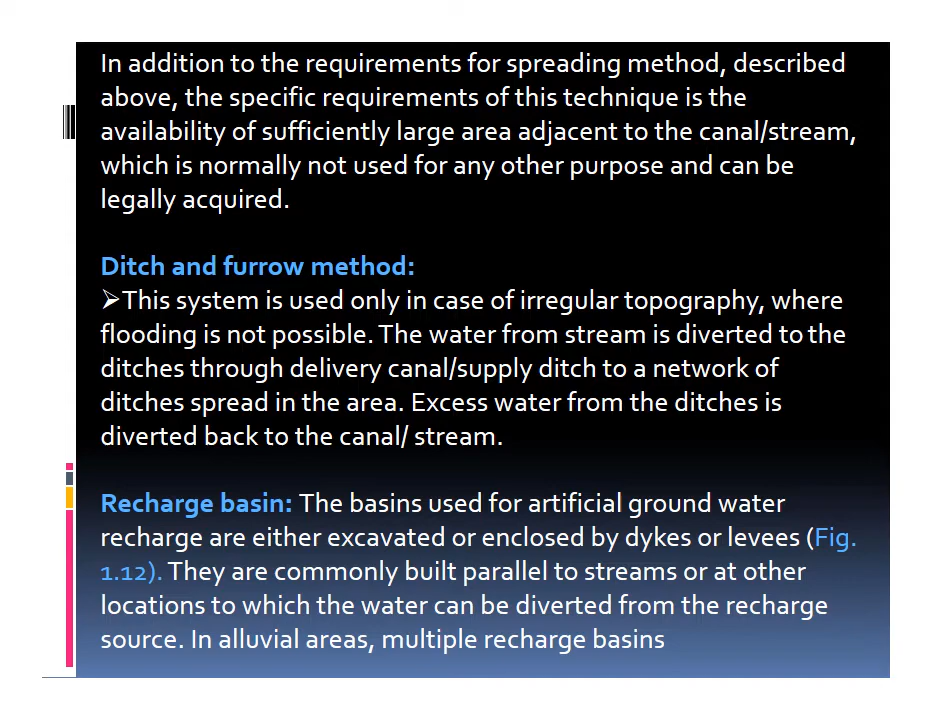 In addition to the requirements for spreading method, described
above, the specific requirements of this technique is the
availability of sufficiently large area adjacent to the canal/stream,
which is normally not used for any other purpose and can be
legally acquired.
Ditch and furrow method:
➢This system is used only in case of irregular topography, where
flooding is not possible. The water from stream is diverted to the
ditches through delivery canal/supply ditch to a network of
ditches spread in the area. Excess water from the ditches is
diverted back to the canal/ stream.
Recharge basin: The basins used for artificial ground water
recharge are either excavated or enclosed by dykes or levees (Fig.
1.12). They are commonly built parallel to streams or at other
locations to which the water can be diverted from the recharge
source. In alluvial areas, multiple recharge basins